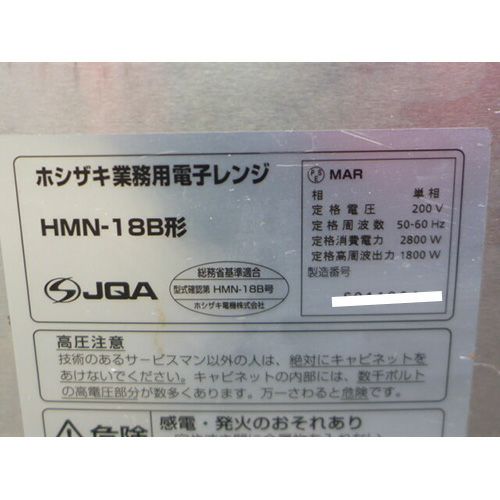 ホシザキ業務用電子レンジ
HMN-18B形
JQA
総務省基準適合
型式確認第 HMN-18B号
ホシザキ電機株式会社
PSE MAR
相 単相
定格電圧 200 V
定格周波数 50-60 Hz
定格消費電力 2800 W
定格高周波出力 1800 W
製造番号
高圧注意
技術のあるサービスマン以外の人は、絶対にキャビネットを
あけないでください。キャビネットの内部には、数千ボルト
の高電圧部分が数多くあります。万一さわると危険です。
危険
感電・発火のおそれあり